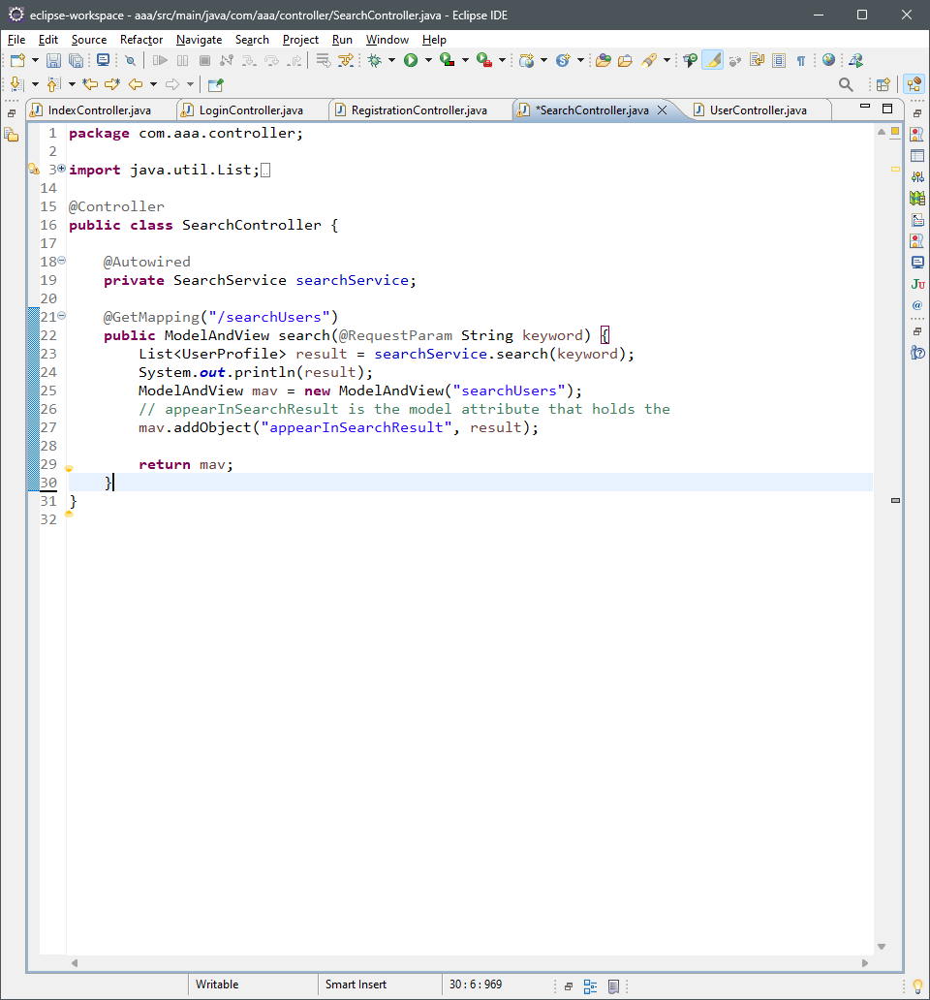 eclipse-workspace - aaa/src/main/java/com/aaa/controller/SearchController.java - Eclipse IDE
File Edit Source Refactor Navigate Search Project Run Window Help
IndexController.java LoginController.java RegistrationController.java *SearchController.java UserController.java
1 package com.aaa.controller;
2
3 import java.util.List;
14
15 @Controller
16 public class SearchController {
17
18     @Autowired
19     private SearchService searchService;
20
21     @GetMapping("/searchUsers")
22     public ModelAndView search(@RequestParam String keyword) {
23         List<UserProfile> result = searchService.search(keyword);
24         System.out.println(result);
25         ModelAndView mav = new ModelAndView("searchUsers");
26         // appearInSearchResult is the model attribute that holds the
27         mav.addObject("appearInSearchResult", result);
28
29         return mav;
30     }
31 }
32
Writable Smart Insert 30 : 6 : 969